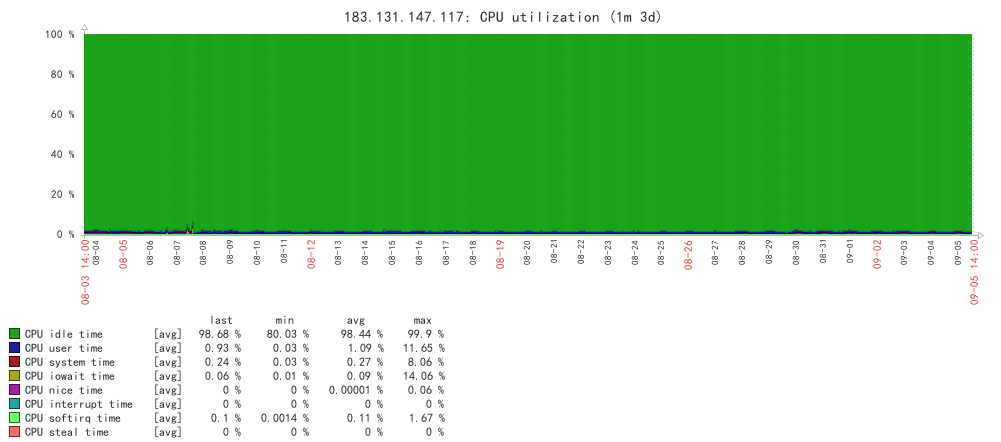 183.131.147.117: CPU utilization (1m 3d)
100 %
80 %
60 %
40 %
20 %
0 %
08-03 14:00 08-04 08-05 08-06 08-07 08-08 08-09 08-10 08-11 08-12 08-13 08-14 08-15 08-16 08-17 08-18 08-19 08-20 08-21 08-22 08-23 08-24 08-25 08-26 08-27 08-28 08-29 08-30 08-31 09-01 09-02 09-03 09-04 09-05 09-05 14:00
last min avg max
CPU idle time [avg] 98.68 % 80.03 % 98.44 % 99.9 %
CPU user time [avg] 0.93 % 0.03 % 1.09 % 11.65 %
CPU system time [avg] 0.24 % 0.03 % 0.27 % 8.06 %
CPU iowait time [avg] 0.06 % 0.01 % 0.09 % 14.06 %
CPU nice time [avg] 0 % 0 % 0.00001 % 0.06 %
CPU interrupt time [avg] 0 % 0 % 0 % 0 %
CPU softirq time [avg] 0.1 % 0.0014 % 0.11 % 1.67 %
CPU steal time [avg] 0 % 0 % 0 % 0 %